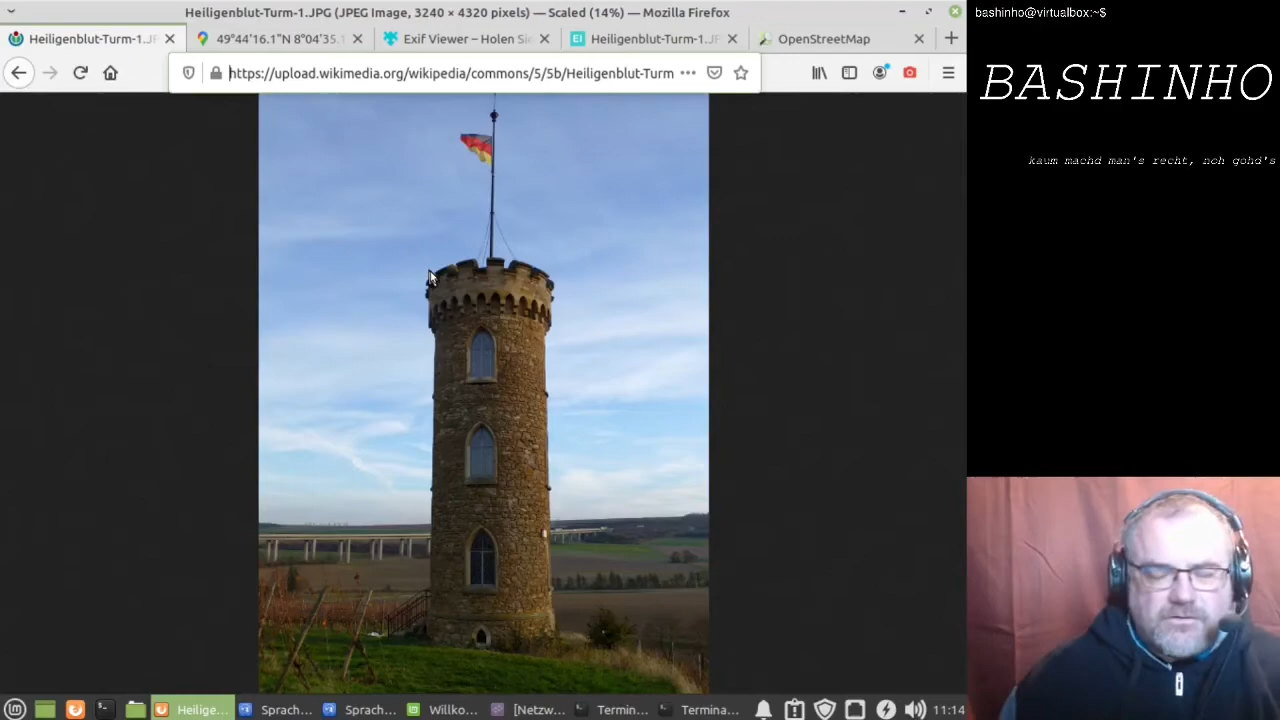 Heiligenblut-Turm-1.JPG (JPEG Image, 3240 × 4320 pixels) — Scaled (14%) — Mozilla Firefox
Heiligenblut-Turm-1.JF
49°44'16.1"N 8°04'35.1
Exif Viewer – Holen Sie
Heiligenblut-Turm-1.JF
OpenStreetMap
https://upload.wikimedia.org/wikipedia/commons/5/5b/Heiligenblut-Turm
bashinho@virtualbox:~$
BASHINHO
kaum machd man's recht, noh gohd's
Heilige...
Sprach...
Sprach...
Willko...
[Netzw...
Termin...
Termina...
11:14